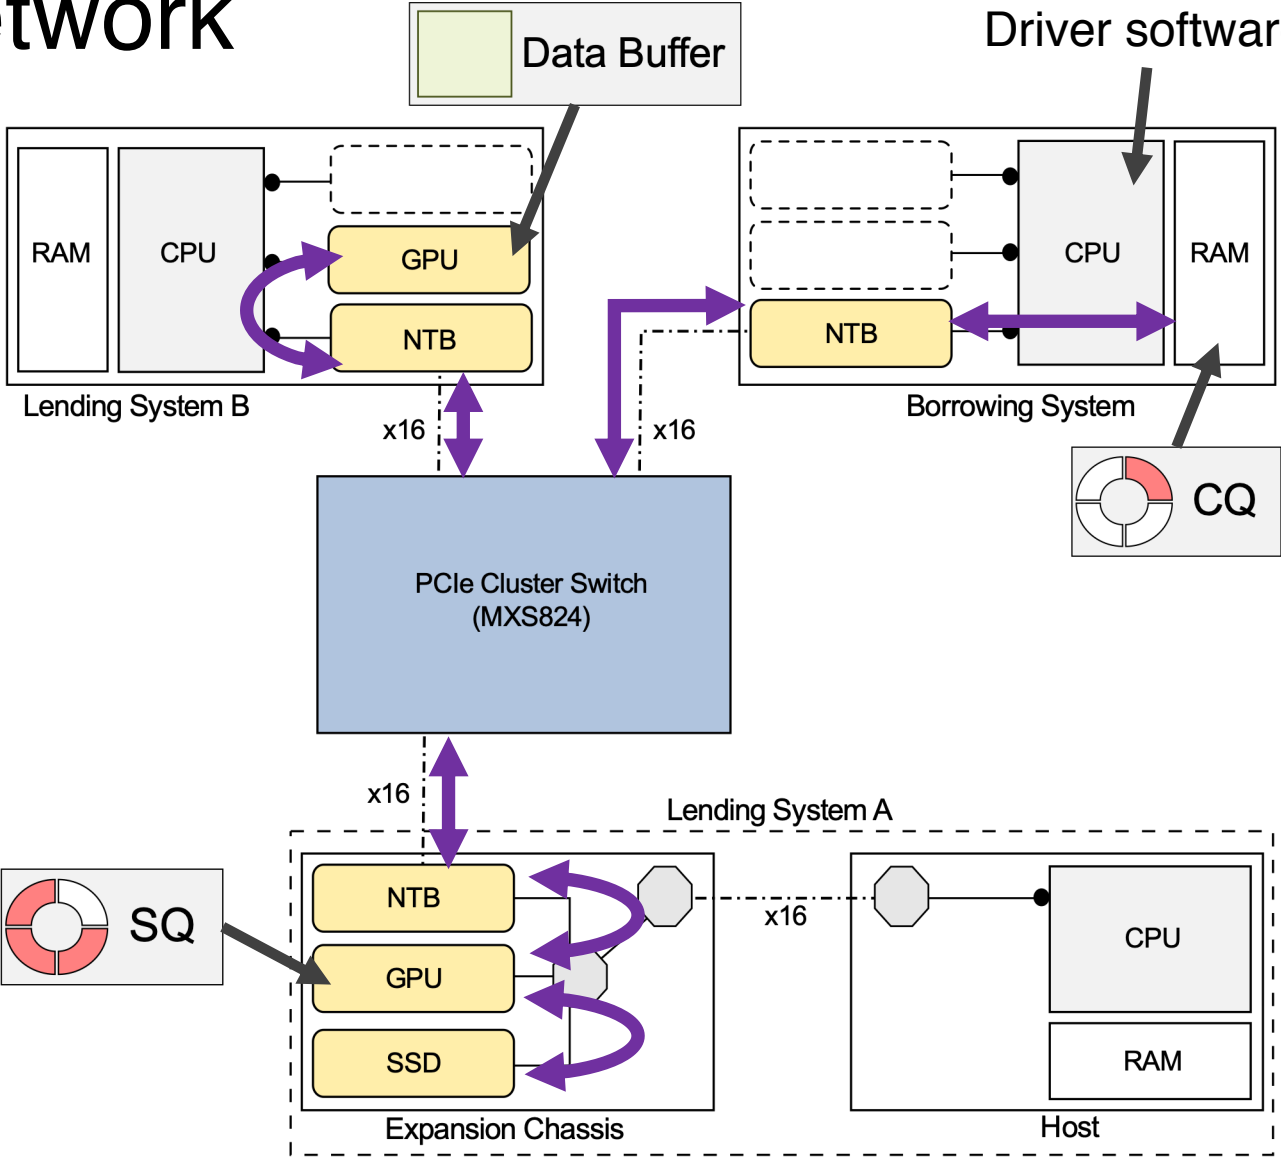 etwork
Data Buffer
Driver softwar
RAM
CPU
GPU
NTB
Lending System B
x16
NTB
CPU
RAM
Borrowing System
x16
CQ
PCIe Cluster Switch
(MXS824)
x16
Lending System A
SQ
NTB
GPU
SSD
Expansion Chassis
x16
CPU
RAM
Host